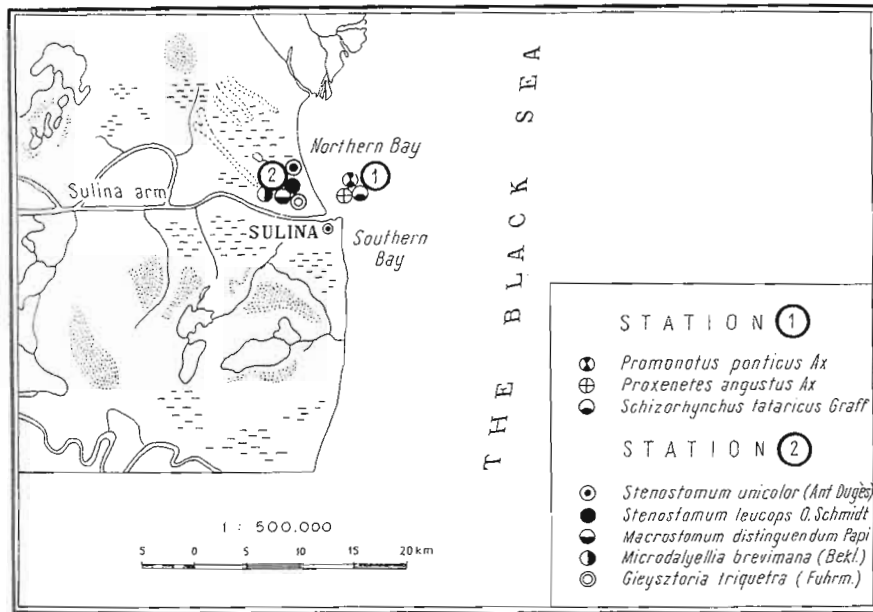 Northern Bay
2
1
Sulina arm
SULINA
Southern
Bay
THE BLACK SEA
STATION 1
Promonotus ponticus Ax
Proxenetes angustus Ax
Schizorhynchus tataricus Graff
STATION 2
Stenostomum unicolor (Ant Dugès)
Stenostomum leucops O. Schmidt
Macrostomum distinguendum Papi
Microdalyellia brevimana (Bekl.)
Gieysztoria triquetra (Fuhrm.)
1 : 500.000
5 0 5 10 15 20 km